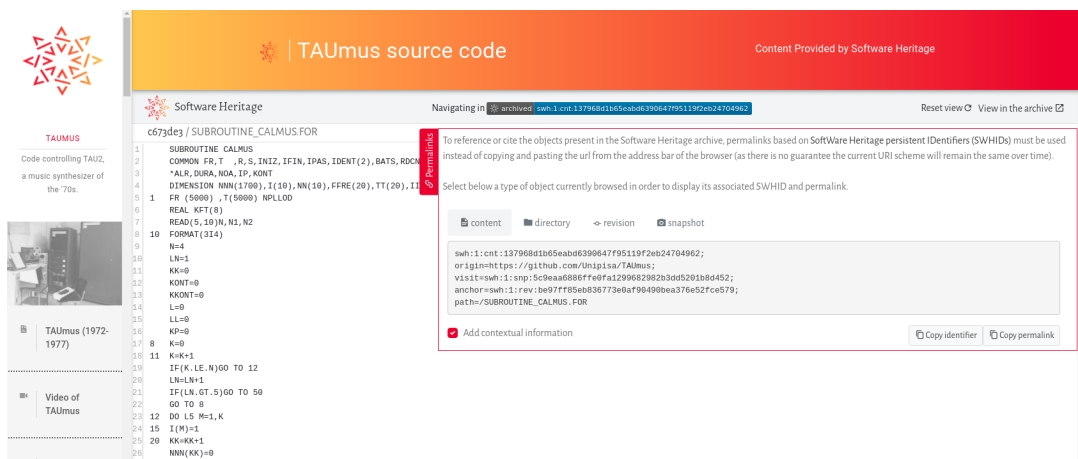 TAUmus source code
Content Provided by Software Heritage
TAUMUS
Code controlling TAU2,
a music synthesizer of
the '70s.
TAUmus (1972-
1977)
Video of
TAUmus
Software Heritage
Navigating in archived swh:1:cnt:137968d1b65eabd6390647f95119f2eb24704962
Reset view View in the archive
c673de3 / SUBROUTINE_CALMUS.FOR
1 SUBROUTINE CALMUS
2 COMMON FR,T ,R,S,INIZ,IFIN,IPAS,IDENT(2),BATS,RDCN
3 *ALR,DURA,NOA,IP,KONT
4 DIMENSION NNN(1700),I(10),NN(10),FFRE(20),TT(20),II
5 1 FR (5000) ,T(5000) NPLLOD
6 REAL KFT(8)
7 READ(5,10)N,N1,N2
8 10 FORMAT(3I4)
9 N=4
10 LN=1
11 KK=0
12 KONT=0
13 KKONT=0
14 L=0
15 LL=0
16 KP=0
17 8 K=0
18 11 K=K+1
19 IF(K.LE.N)GO TO 12
20 LN=LN+1
21 IF(LN.GT.5)GO TO 50
22 GO TO 8
23 12 DO L5 M=1,K
24 15 I(M)=1
25 20 KK=KK+1
26 NNN(KK)=0
Permalinks
To reference or cite the objects present in the Software Heritage archive, permalinks based on SoftWare Heritage persistent IDentifiers (SWHIDs) must be used
instead of copying and pasting the url from the address bar of the browser (as there is no guarantee the current URI scheme will remain the same over time).
Select below a type of object currently browsed in order to display its associated SWHID and permalink.
content directory revision snapshot
swh:1:cnt:137968d1b65eabd6390647f95119f2eb24704962;
origin=https://github.com/Unipisa/TAUmus;
visit=swh:1:snp:5c9eaa6886ffe0fa1299682982b3dd5201b8d452;
anchor=swh:1:rev:be97ff85eb836773e0af90490bea376e52fce579;
path=/SUBROUTINE_CALMUS.FOR
Add contextual information
Copy identifier Copy permalink